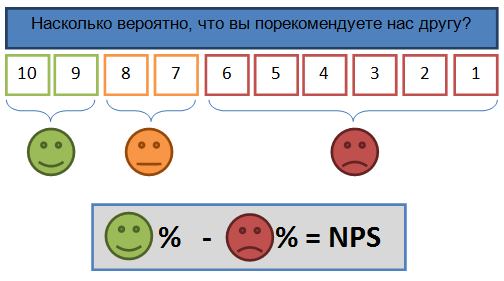 Насколько вероятно, что вы порекомендуете нас другу?
10 9 8 7 6 5 4 3 2 1
% - % = NPS